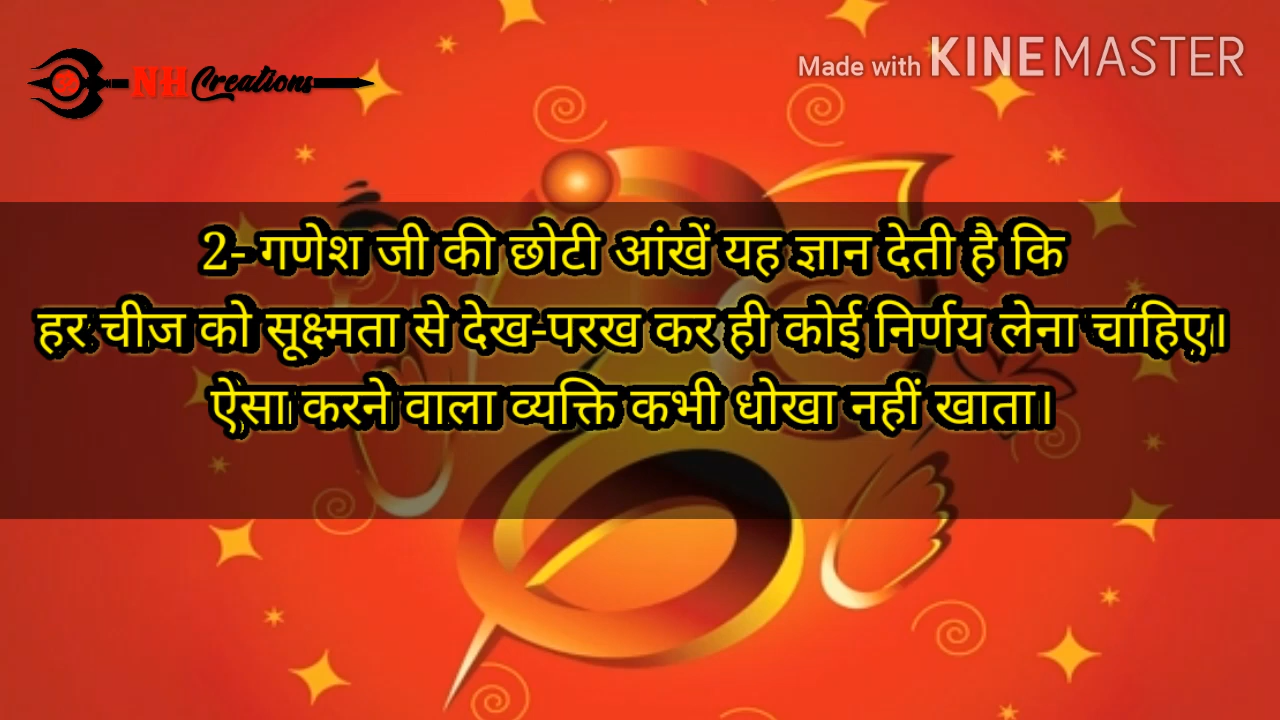 NH Creations
Made with KINEMASTER
2- गणेश जी की छोटी आंखें यह ज्ञान देती है कि
हर चीज को सूक्ष्मता से देख-परख कर ही कोई निर्णय लेना चाहिए।
ऐसा करने वाला व्यक्ति कभी धोखा नहीं खाता।